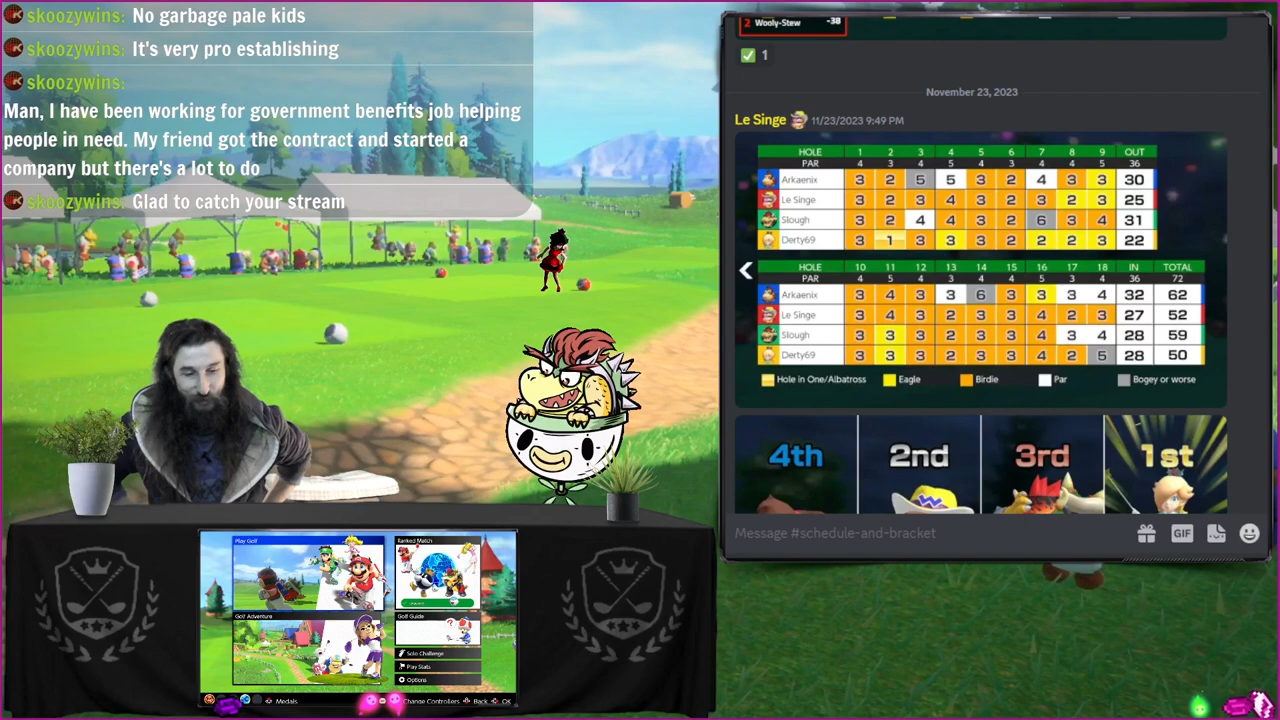 skoozywins: No garbage pale kids
skoozywins: It's very pro establishing
skoozywins:
Man, I have been working for government benefits job helping
people in need. My friend got the contract and started a
company but there's a lot to do
skoozywins: Glad to catch your stream
2 Wooly-Stew -38
1
November 23, 2023
Le Singe 11/23/2023 9:49 PM
HOLE 1 2 3 4 5 6 7 8 9 OUT
PAR 4 3 4 5 4 3 4 4 5 36
Arkaenix 3 2 5 5 3 2 4 3 3 30
Le Singe 3 2 3 4 3 2 3 2 3 25
Slough 3 2 4 4 3 2 6 3 4 31
Derty69 3 1 3 3 3 2 2 2 3 22
HOLE 10 11 12 13 14 15 16 17 18 IN TOTAL
PAR 4 5 4 3 4 4 5 3 4 36 72
Arkaenix 3 4 3 3 6 3 3 3 4 32 62
Le Singe 3 4 3 2 3 3 4 2 3 27 52
Slough 3 3 3 2 3 3 4 3 4 28 59
Derty69 3 3 3 2 3 3 4 2 5 28 50
Hole in One/Albatross Eagle Birdie Par Bogey or worse
4th 2nd 3rd 1st
Message #schedule-and-bracket
GIF
Play Golf
Ranked Match
Golf Adventure
Golf Guide
Solo Challenge
Play Stats
Options
Medals Change Controllers Back OK